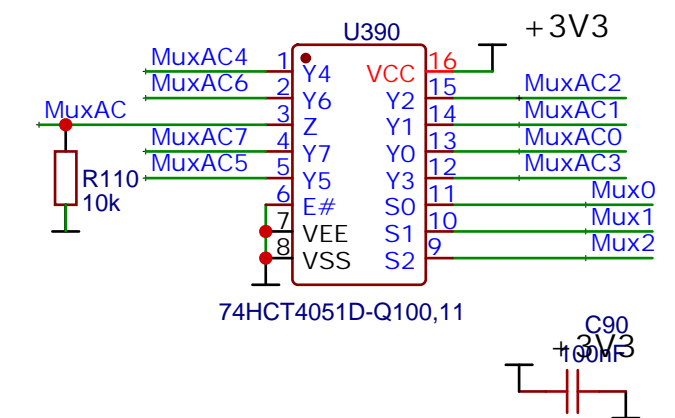 U390
+3V3
MuxAC4 1 Y4 VCC 16
MuxAC6 2 Y6 Y2 15 MuxAC2
MuxAC 3 Z Y1 14 MuxAC1
MuxAC7 4 Y7 Y0 13 MuxAC0
MuxAC5 5 Y5 Y3 12 MuxAC3
R110
10k
6 E# S0 11 Mux0
7 VEE S1 10 Mux1
8 VSS S2 9 Mux2
74HCT4051D-Q100,11
C90
+3V3
100nF